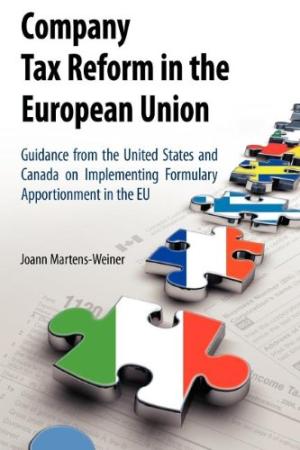 Company
Tax Reform in the
European Union
Guidance from the United States and
Canada on Implementing Formulary
Apportionment in the EU
Joann Martens-Weiner